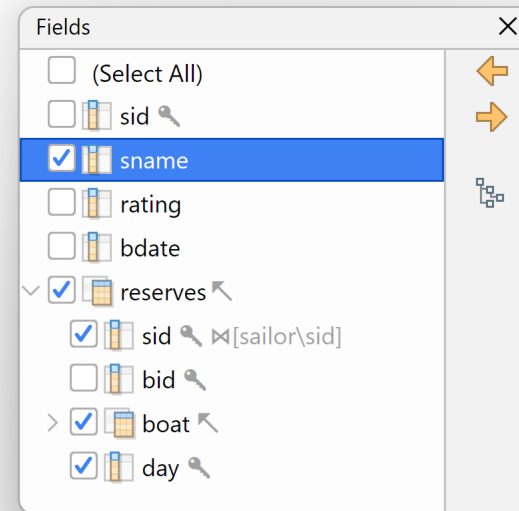 Fields
(Select All)
sid
sname
rating
bdate
reserves
sid ⋈[sailor\sid]
bid
boat
day